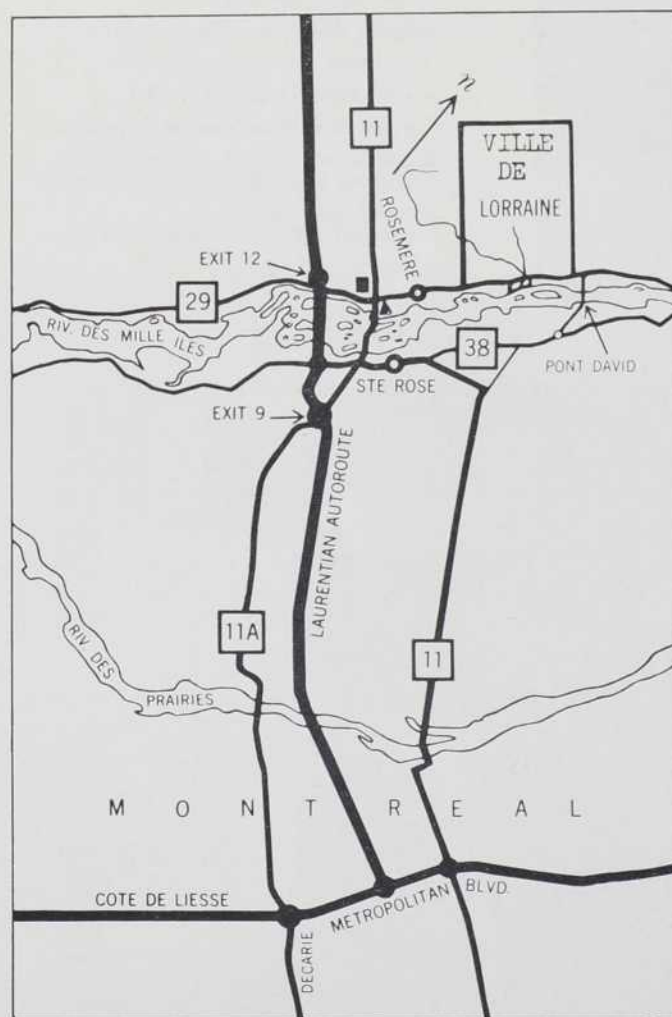 11
n
VILLE
DE
LORRAINE
ROSEMERE
EXIT 12
29
RIV. DES MILLE ILES
38
PONT DAVID
STE ROSE
EXIT 9
LAURENTIAN AUTOROUTE
11A
11
RIV DES
PRAIRIES
MONTREAL
COTE DE LIESSE
METROPOLITAN BLVD.
DECARIE